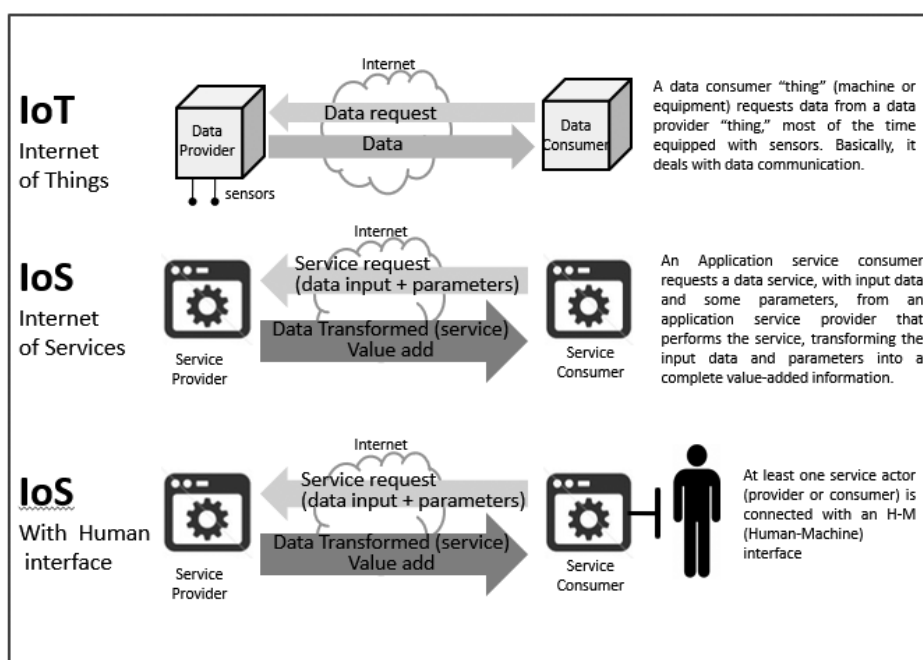 IoT
Internet
of Things
Internet
Data
Provider
sensors
Data request
Data
Data
Consumer
A data consumer “thing” (machine or
equipment) requests data from a data
provider “thing,” most of the time
equipped with sensors. Basically, it
deals with data communication.
IoS
Internet
of Services
Internet
Service request
(data input + parameters)
Data Transformed (service)
Value add
Service
Provider
Service
Consumer
An Application service consumer
requests a data service, with input data
and some parameters, from an
application service provider that
performs the service, transforming the
input data and parameters into a
complete value-added information.
IoS
With Human
interface
Internet
Service request
(data input + parameters)
Data Transformed (service)
Value add
Service
Provider
Service
Consumer
At least one service actor
(provider or consumer) is
connected with an H-M
(Human-Machine)
interface